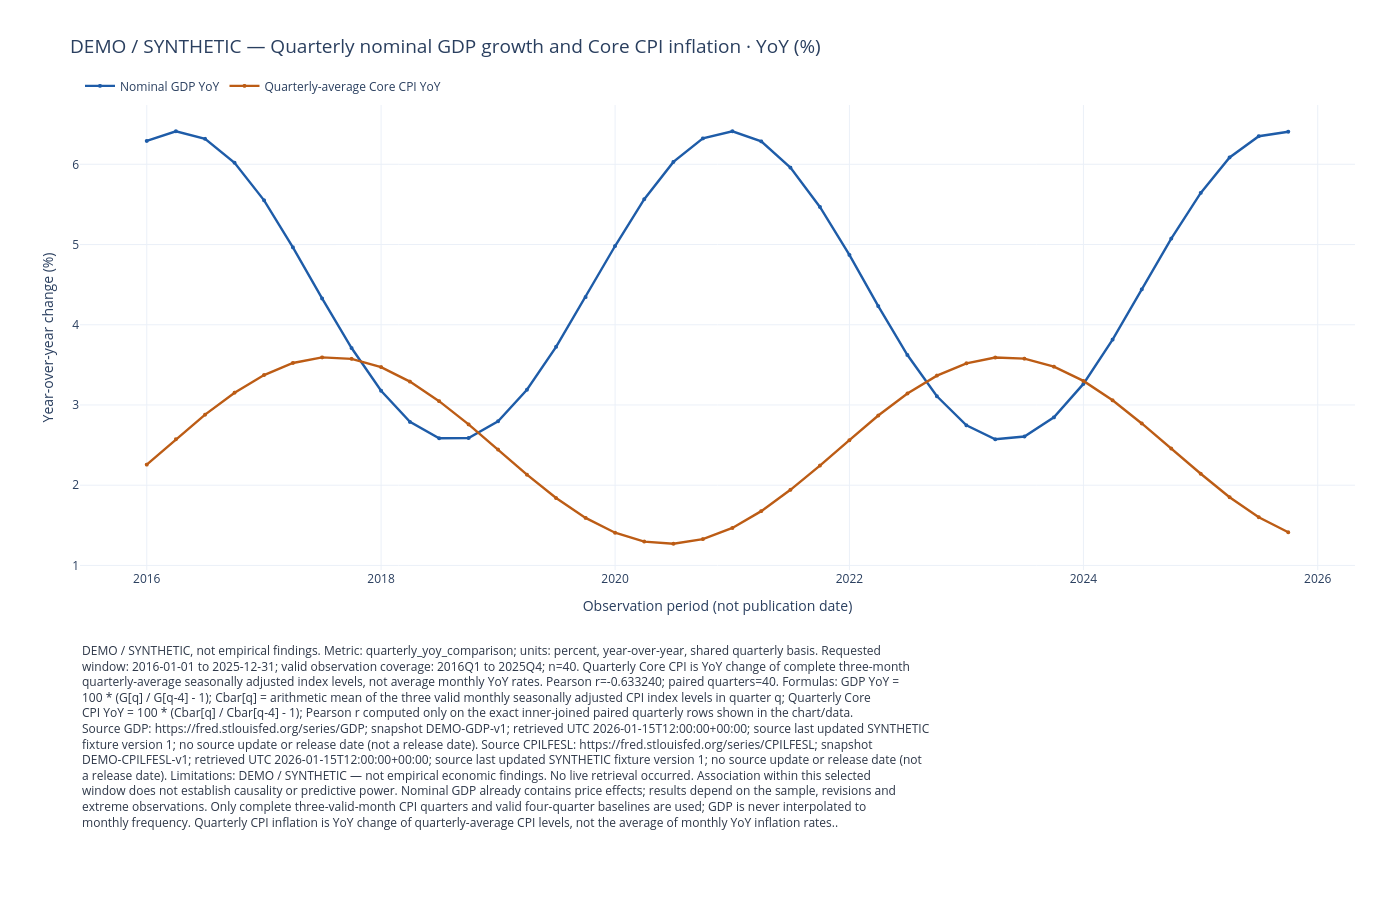 DEMO / SYNTHETIC — Quarterly nominal GDP growth and Core CPI inflation · YoY (%)
Nominal GDP YoY
Quarterly-average Core CPI YoY
Year-over-year change (%)
6
5
4
3
2
1
2016
2018
2020
2022
2024
2026
Observation period (not publication date)
DEMO / SYNTHETIC, not empirical findings. Metric: quarterly_yoy_comparison; units: percent, year-over-year, shared quarterly basis. Requested
window: 2016-01-01 to 2025-12-31; valid observation coverage: 2016Q1 to 2025Q4; n=40. Quarterly Core CPI is YoY change of complete three-month
quarterly-average seasonally adjusted index levels, not average monthly YoY rates. Pearson r=-0.633240; paired quarters=40. Formulas: GDP YoY =
100 * (G[q] / G[q-4] - 1); Cbar[q] = arithmetic mean of the three valid monthly seasonally adjusted CPI index levels in quarter q; Quarterly Core
CPI YoY = 100 * (Cbar[q] / Cbar[q-4] - 1); Pearson r computed only on the exact inner-joined paired quarterly rows shown in the chart/data.
Source GDP: https://fred.stlouisfed.org/series/GDP; snapshot DEMO-GDP-v1; retrieved UTC 2026-01-15T12:00:00+00:00; source last updated SYNTHETIC
fixture version 1; no source update or release date (not a release date). Source CPILFESL: https://fred.stlouisfed.org/series/CPILFESL; snapshot
DEMO-CPILFESL-v1; retrieved UTC 2026-01-15T12:00:00+00:00; source last updated SYNTHETIC fixture version 1; no source update or release date (not
a release date). Limitations: DEMO / SYNTHETIC — not empirical economic findings. No live retrieval occurred. Association within this selected
window does not establish causality or predictive power. Nominal GDP already contains price effects; results depend on the sample, revisions and
extreme observations. Only complete three-valid-month CPI quarters and valid four-quarter baselines are used; GDP is never interpolated to
monthly frequency. Quarterly CPI inflation is YoY change of quarterly-average CPI levels, not the average of monthly YoY inflation rates..